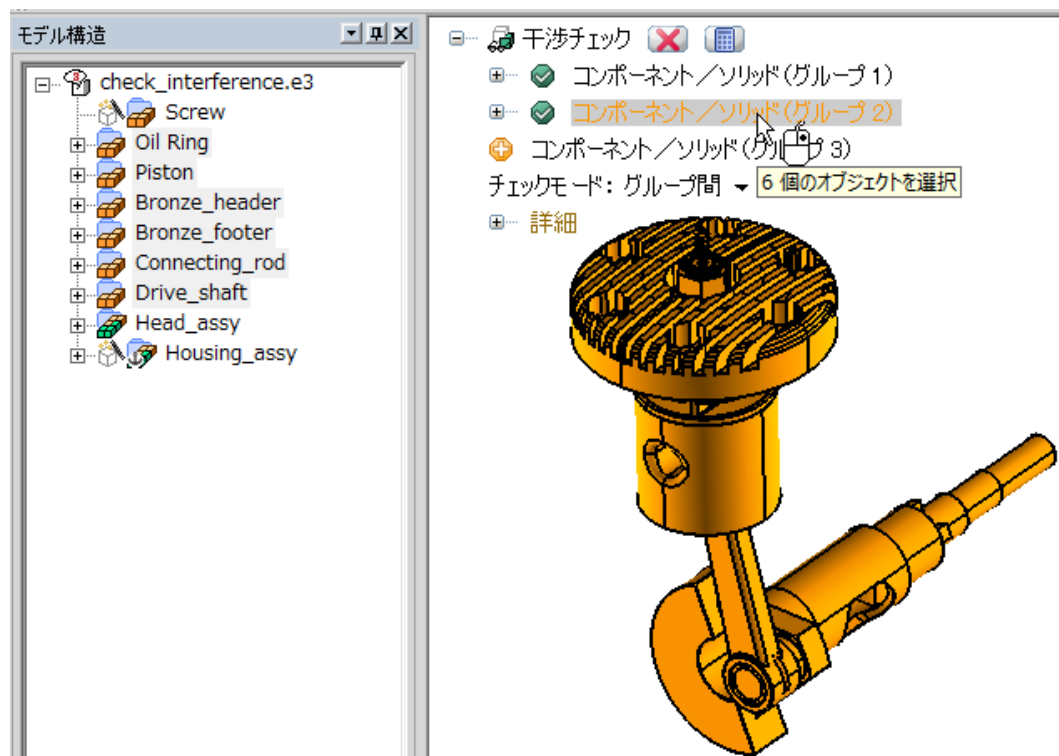 モデル構造
check_interference.e3
Screw
Oil Ring
Piston
Bronze_header
Bronze_footer
Connecting_rod
Drive_shaft
Head_assy
Housing_assy
干渉チェック
コンポーネント／ソリッド(グループ 1)
コンポーネント／ソリッド(グループ 2)
コンポーネント／ソリッド(グループ 3)
チェックモード: グループ間
6 個のオブジェクトを選択
詳細